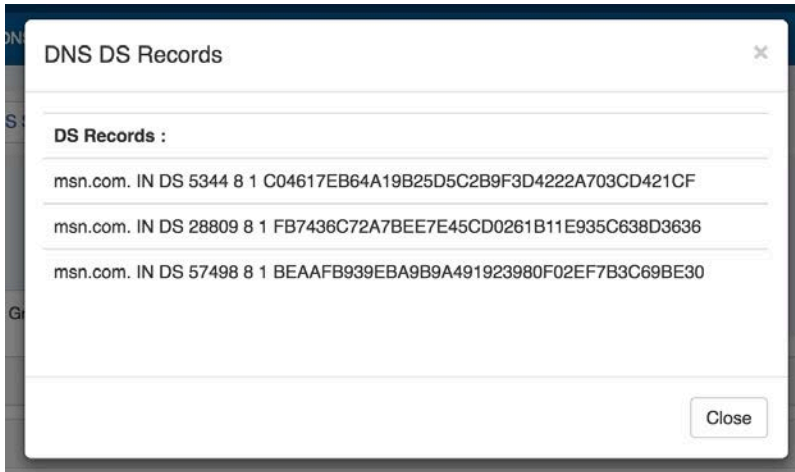 DNS DS Records
×
DS Records :
msn.com. IN DS 5344 8 1 C04617EB64A19B25D5C2B9F3D4222A703CD421CF
msn.com. IN DS 28809 8 1 FB7436C72A7BEE7E45CD0261B11E935C638D3636
msn.com. IN DS 57498 8 1 BEAAFB939EBA9B9A491923980F02EF7B3C69BE30
Close